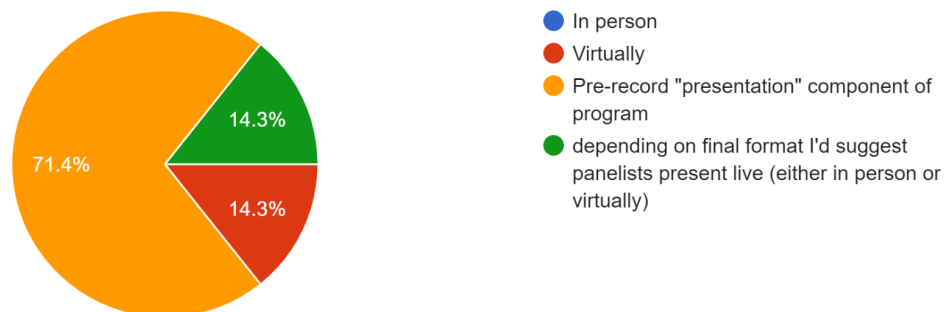 In person
Virtually
Pre-record "presentation" component of
program
depending on final format I'd suggest
panelists present live (either in person or
virtually)
14.3%
71.4%
14.3%